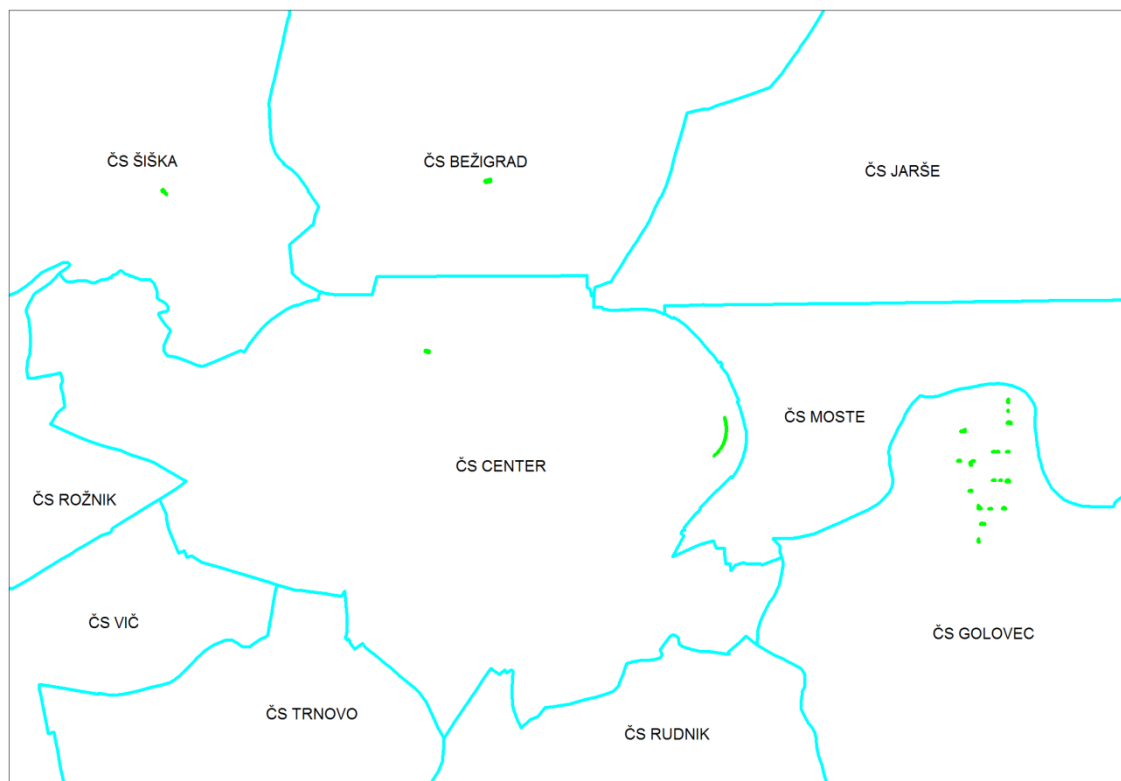 ČS ŠIŠKA
ČS BEŽIGRAD
ČS JARŠE
ČS MOSTE
ČS CENTER
ČS ROŽNIK
ČS VIČ
ČS GOLOVEC
ČS TRNOVO
ČS RUDNIK